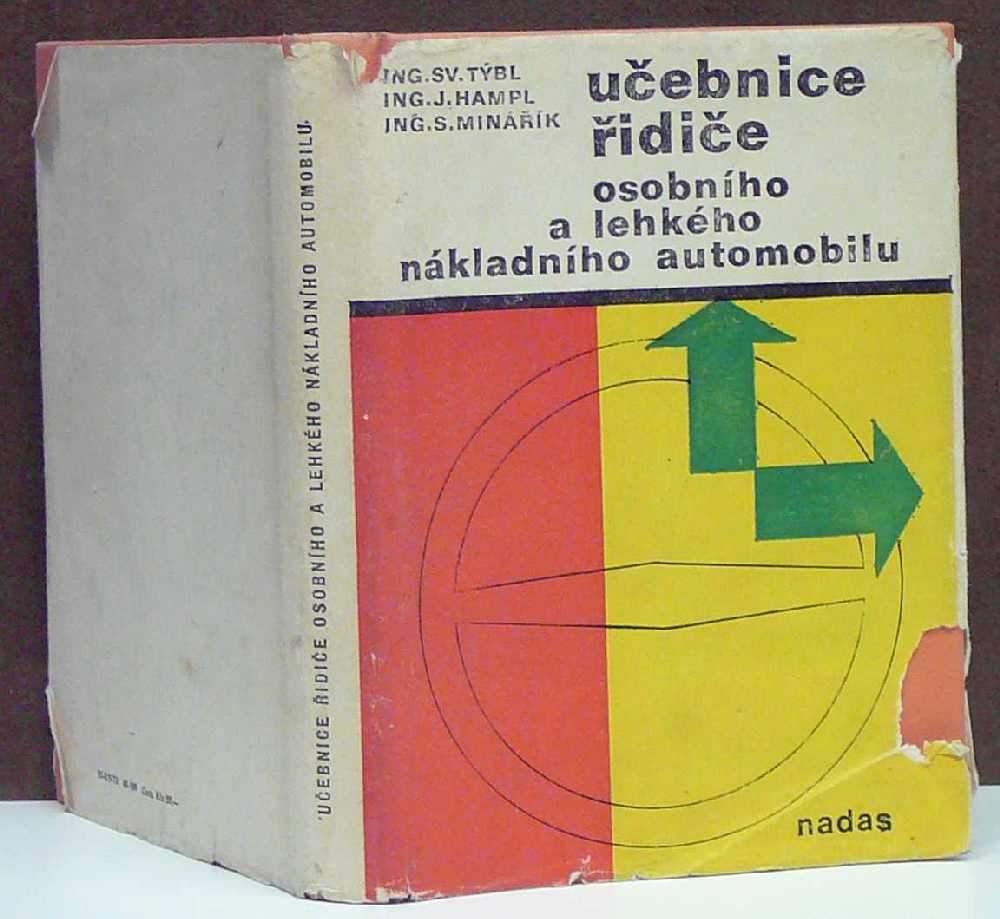 ING.SV.TÝBL
ING.J.HAMPL
ING.S.MINÁŘÍK
učebnice
řidiče
osobního
a lehkého
nákladního automobilu
nadas
UČEBNICE ŘIDIČE OSOBNÍHO A LEHKÉHO NÁKLADNÍHO AUTOMOBILU